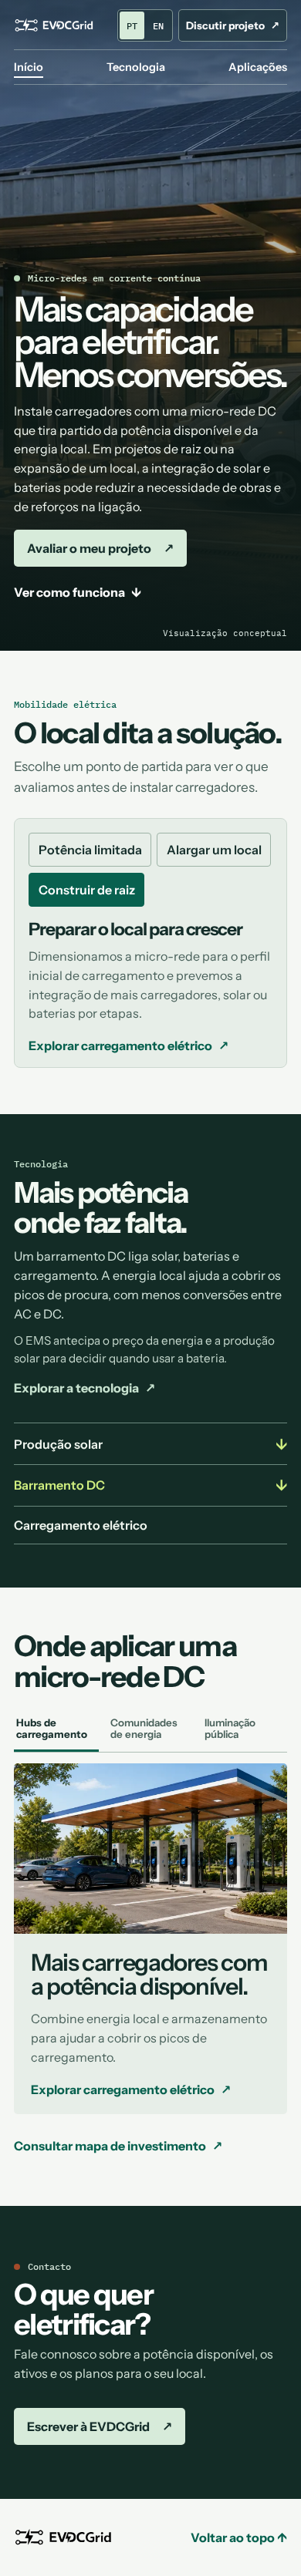 EVDCGrid
PT EN
Discutir projeto ↗
Início Tecnologia Aplicações
Micro-redes em corrente contínua
Mais capacidade
para eletrificar.
Menos conversões.
Instale carregadores com uma micro-rede DC
que tira partido da potência disponível e da
energia local. Em projetos de raiz ou na
expansão de um local, a integração de solar e
baterias pode reduzir a necessidade de obras e
de reforços na ligação.
Avaliar o meu projeto ↗
Ver como funciona ↓
Visualização conceptual
Mobilidade elétrica
O local dita a solução.
Escolhe um ponto de partida para ver o que
avaliamos antes de instalar carregadores.
Potência limitada Alargar um local
Construir de raiz
Preparar o local para crescer
Dimensionamos a micro-rede para o perfil
inicial de carregamento e prevemos a
integração de mais carregadores, solar ou
baterias por etapas.
Explorar carregamento elétrico ↗
Tecnologia
Mais potência
onde faz falta.
Um barramento DC liga solar, baterias e
carregamento. A energia local ajuda a cobrir os
picos de procura, com menos conversões entre
AC e DC.
O EMS antecipa o preço da energia e a produção
solar para decidir quando usar a bateria.
Explorar a tecnologia ↗
Produção solar ↓
Barramento DC ↓
Carregamento elétrico
Onde aplicar uma
micro-rede DC
Hubs de
carregamento
Comunidades
de energia
Iluminação
pública
Mais carregadores com
a potência disponível.
Combine energia local e armazenamento
para ajudar a cobrir os picos de
carregamento.
Explorar carregamento elétrico ↗
Consultar mapa de investimento ↗
Contacto
O que quer
eletrificar?
Fale connosco sobre a potência disponível, os
ativos e os planos para o seu local.
Escrever à EVDCGrid ↗
EVDCGrid
Voltar ao topo ↑